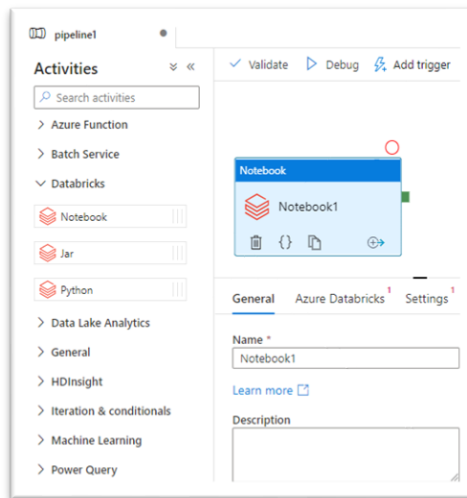 pipeline1
Activities
Search activities
Azure Function
Batch Service
Databricks
Notebook
Jar
Python
Data Lake Analytics
General
HDInsight
Iteration & conditionals
Machine Learning
Power Query
Validate Debug Add trigger
Notebook
Notebook1
{}
General Azure Databricks 1 Settings 1
Name *
Notebook1
Learn more
Description